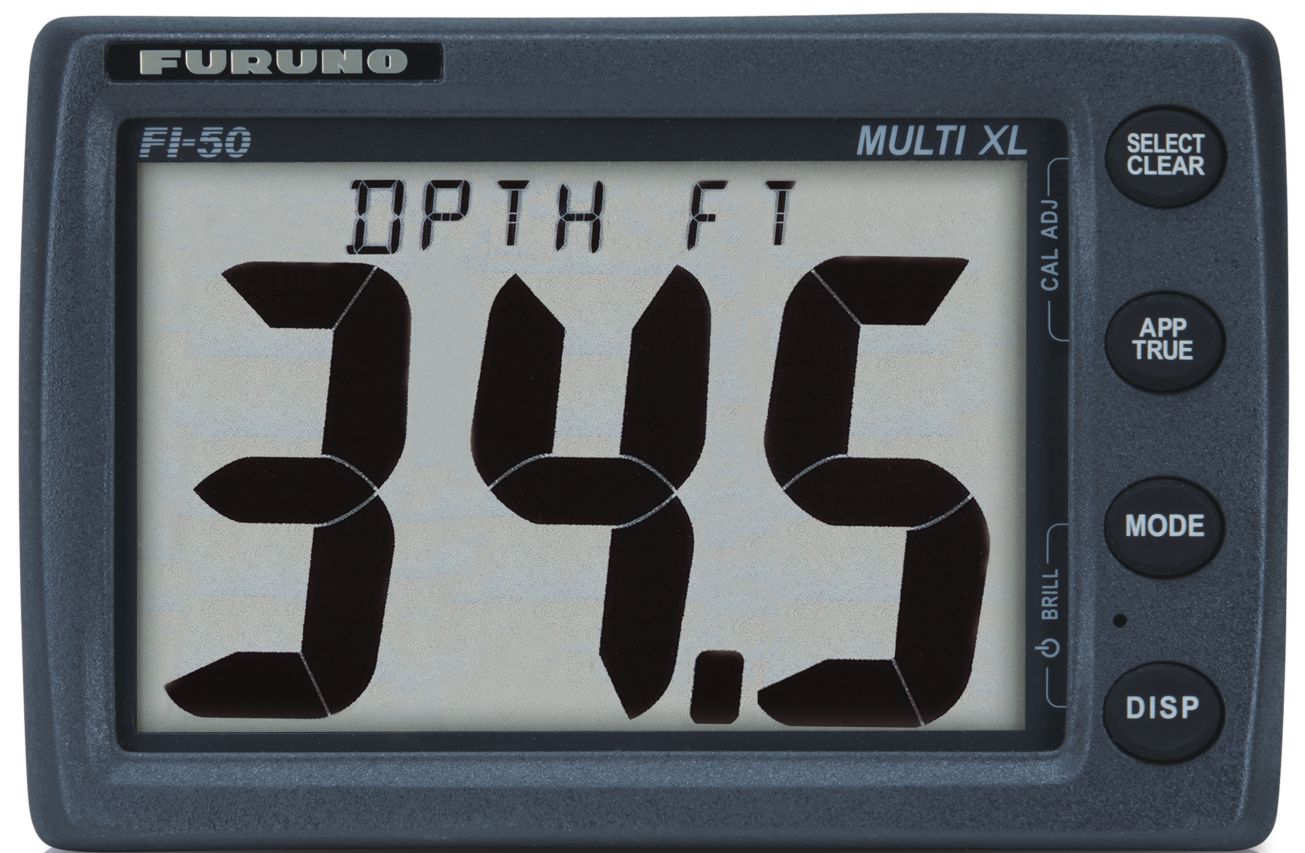 FURUNO
FI-50 MULTI XL
DPTH FT
34.5
SELECT
CLEAR
CAL ADJ
APP
TRUE
MODE
BRILL
DISP